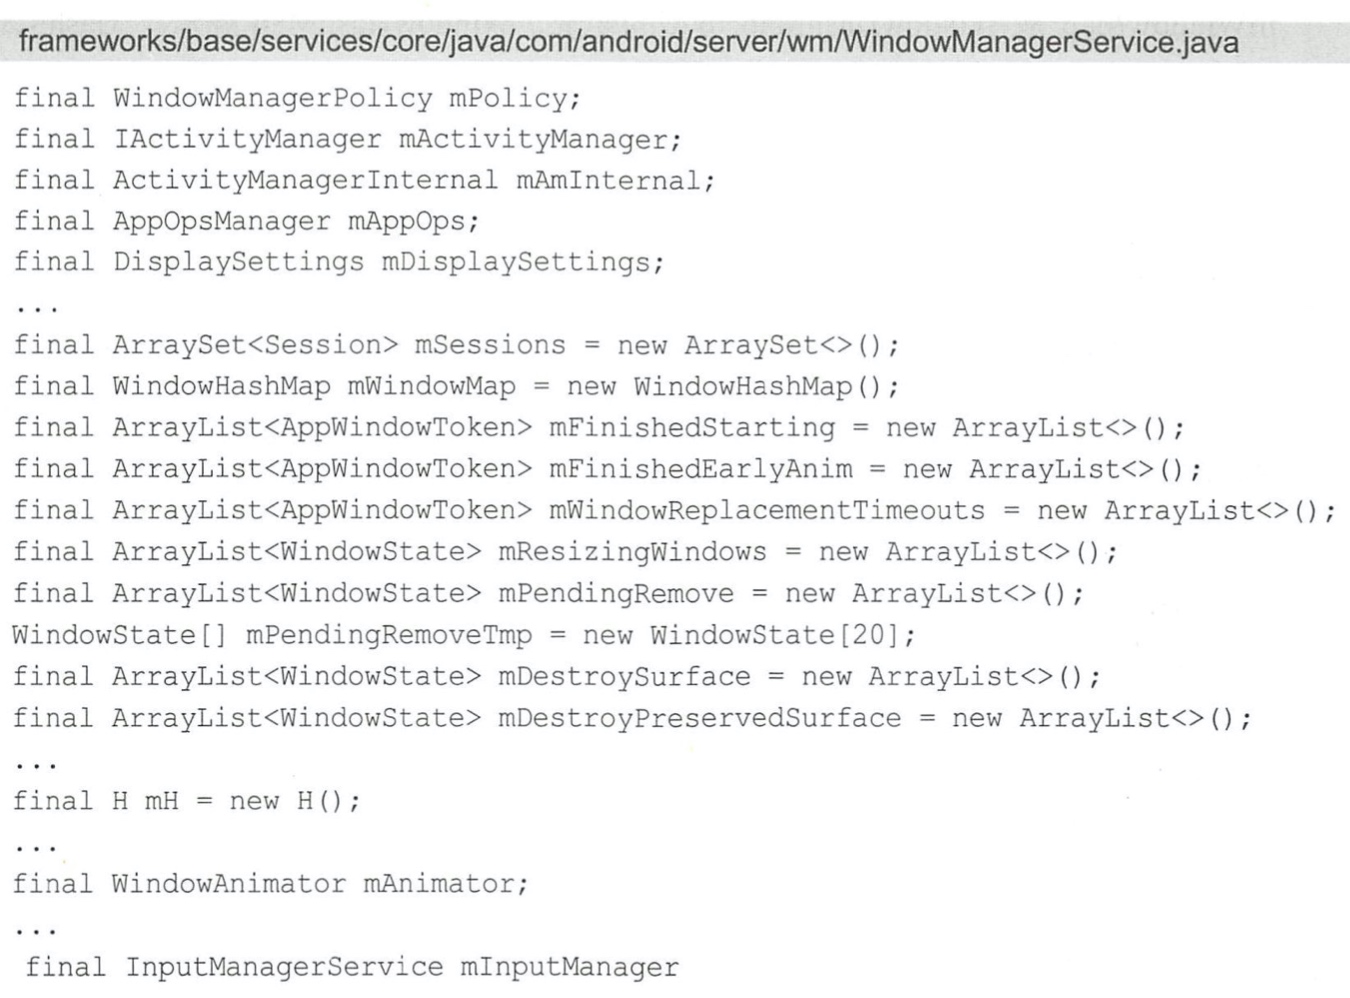 frameworks/base/services/core/java/com/android/server/wm/WindowManagerService.java
final WindowManagerPolicy mPolicy;
final IActivityManager mActivityManager;
final ActivityManagerInternal mAmInternal;
final AppOpsManager mAppOps;
final DisplaySettings mDisplaySettings;
...
final ArraySet<Session> mSessions = new ArraySet<>();
final WindowHashMap mWindowMap = new WindowHashMap();
final ArrayList<AppWindowToken> mFinishedStarting = new ArrayList<>();
final ArrayList<AppWindowToken> mFinishedEarlyAnim = new ArrayList<>();
final ArrayList<AppWindowToken> mWindowReplacementTimeouts = new ArrayList<>();
final ArrayList<WindowState> mResizingWindows = new ArrayList<>();
final ArrayList<WindowState> mPendingRemove = new ArrayList<>();
WindowState[] mPendingRemoveTmp = new WindowState[20];
final ArrayList<WindowState> mDestroySurface = new ArrayList<>();
final ArrayList<WindowState> mDestroyPreservedSurface = new ArrayList<>();
...
final H mH = new H();
...
final WindowAnimator mAnimator;
...
final InputManagerService mInputManager